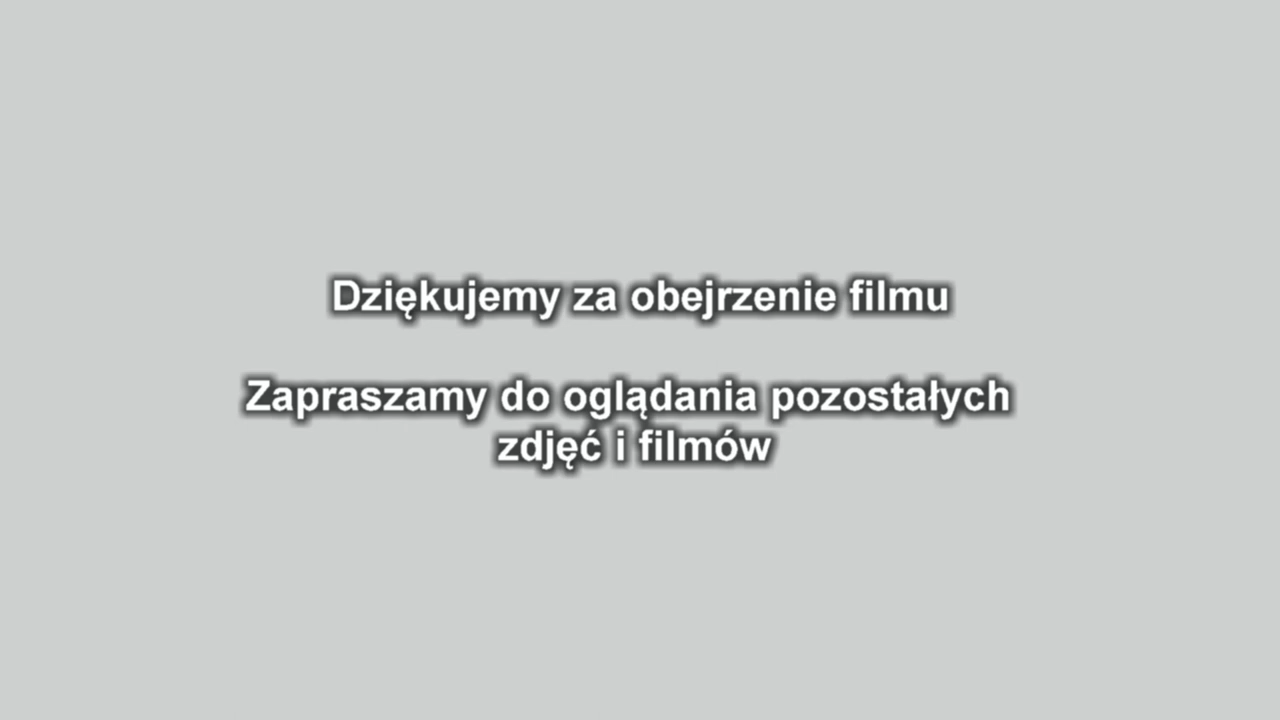 Dziękujemy za obejrzenie filmu
Zapraszamy do oglądania pozostałych
zdjęć i filmów